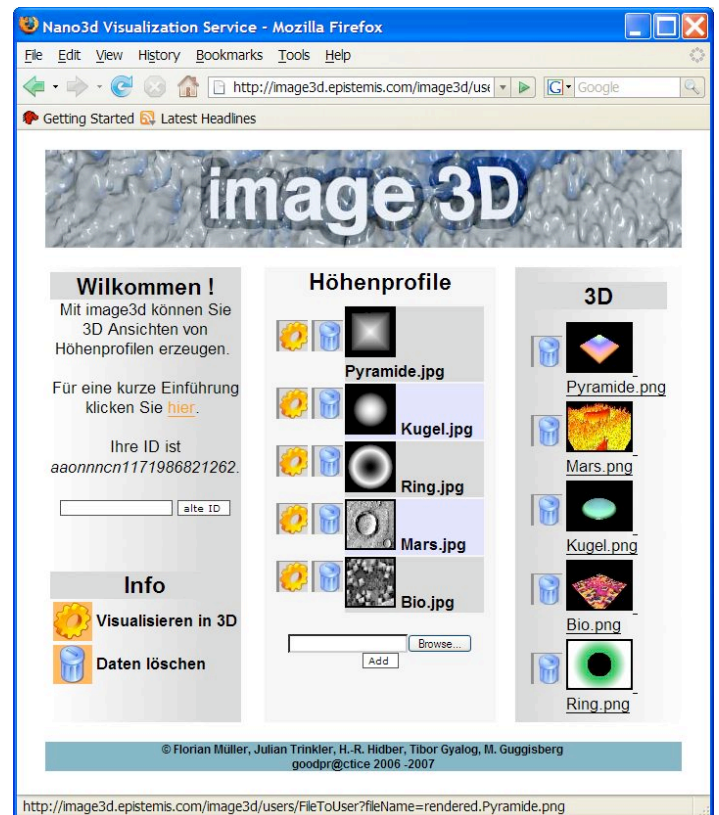 Nano3d Visualization Service - Mozilla Firefox
File Edit View History Bookmarks Tools Help
http://image3d.epistemis.com/image3d/use
G Google
Getting Started Latest Headlines
image 3D
Wilkommen !
Mit image3d können Sie
3D Ansichten von
Höhenprofilen erzeugen.
Für eine kurze Einführung
klicken Sie hier.
Ihre ID ist
aaonnncn1171986821262.
alte ID
Info
Visualisieren in 3D
Daten löschen
Höhenprofile
Pyramide.jpg
Kugel.jpg
Ring.jpg
Mars.jpg
Bio.jpg
Browse...
Add
3D
Pyramide.png
Mars.png
Kugel.png
Bio.png
Ring.png
© Florian Müller, Julian Trinkler, H.-R. Hidber, Tibor Gyalog, M. Guggisberg
goodpr@ctice 2006 -2007
http://image3d.epistemis.com/image3d/users/FileToUser?fileName=rendered.Pyramide.png